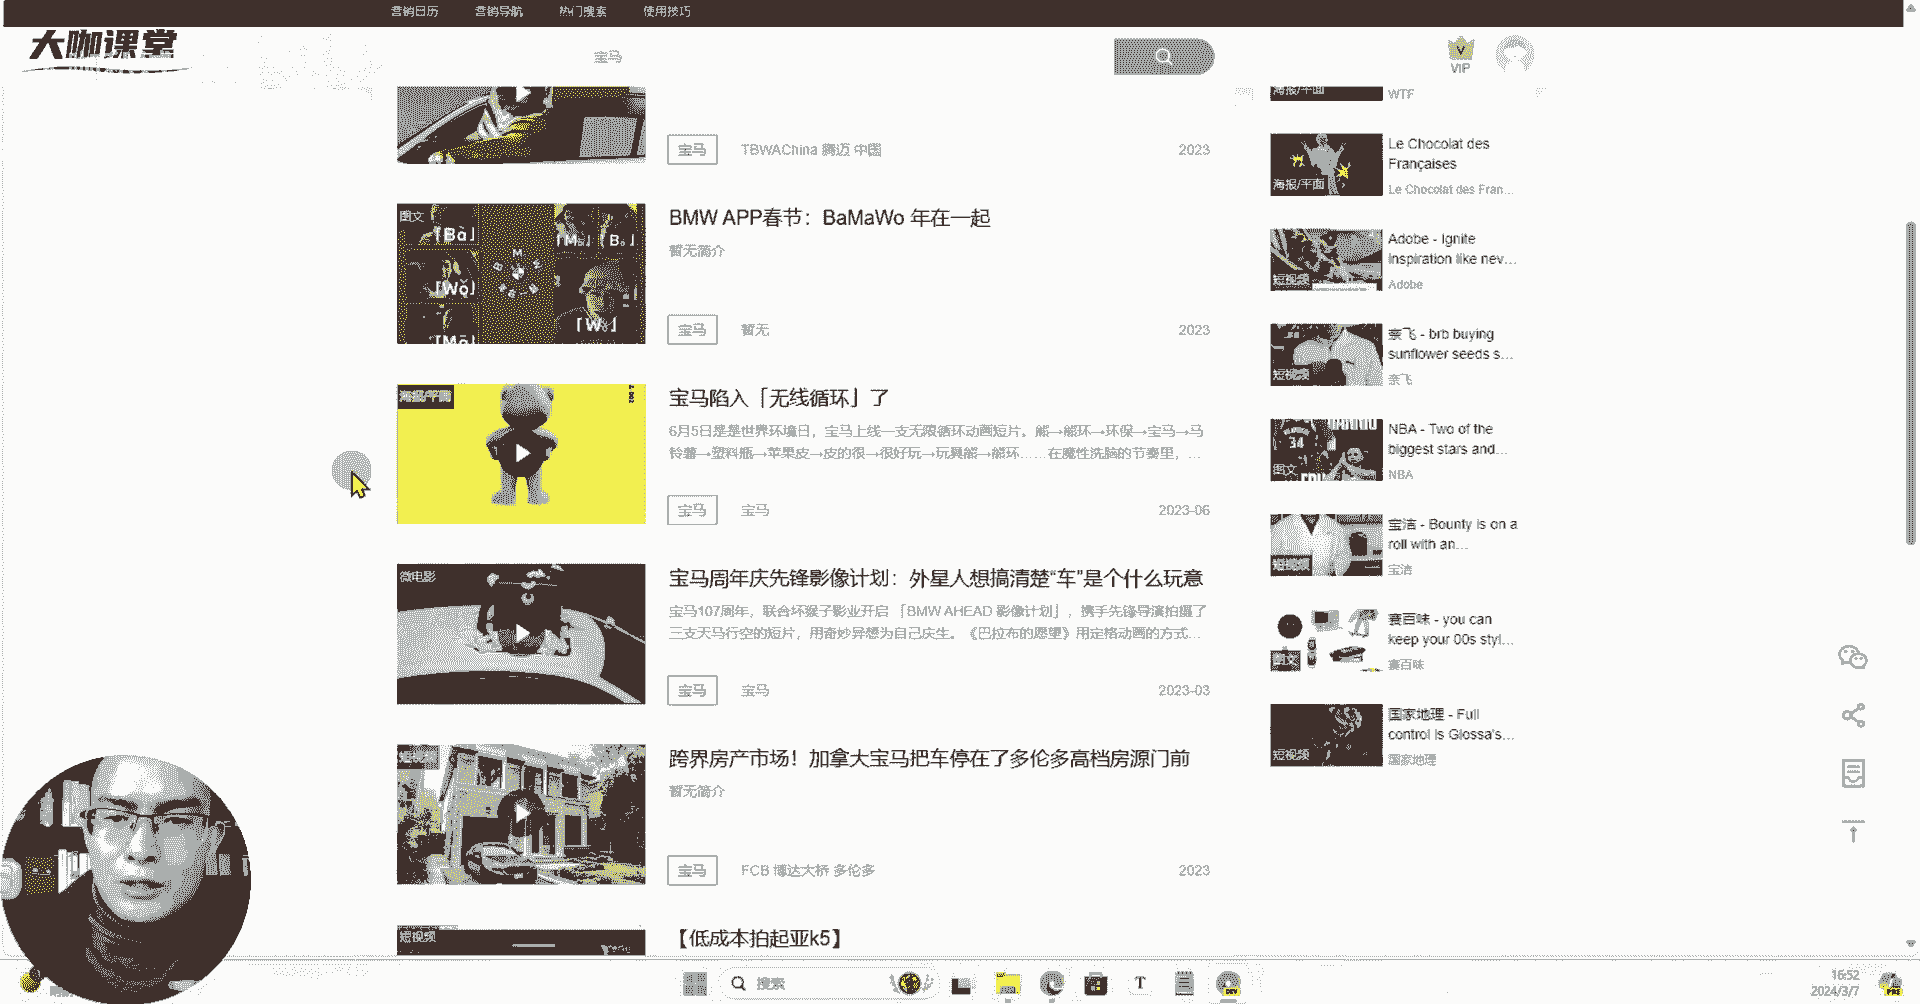 营销日历 营销导航 热门搜索 使用技巧
大咖课堂
宝马
VIP
宝马 TBWAChina 腾迈 中国 2023
图文
「Bà」
「Wǒ」
BMW APP春节：BaMaWo 年在一起
暂无简介
宝马 暂无 2023
海报/平面
宝马陷入「无线循环」了
6月5日是是世界环境日，宝马上线一支无限循环动画短片。熊→熊环→环保→宝马→马
铃薯→塑料瓶→苹果皮→皮的很→很好玩→玩具熊→熊环……在魔性洗脑的节奏里，...
宝马 宝马 2023-06
微电影
宝马周年庆先锋影像计划：外星人想搞清楚“车”是个什么玩意
宝马107周年，联合坏猴子影业开启「BMW AHEAD 影像计划」，携手先锋导演拍摄了
三支天马行空的短片，用奇妙异想为自己庆生。《巴拉布的愿望》用定格动画的方式...
宝马 宝马 2023-03
短视频
跨界房产市场！加拿大宝马把车停在了多伦多高档房源门前
暂无简介
宝马 FCB 博达大桥 多伦多 2023
短视频
【低成本拍起亚k5】
海报/平面
WTF
海报/平面
Le Chocolat des
Françaises
Le Chocolat des Fran...
短视频
Adobe - Ignite
inspiration like nev...
Adobe
短视频
奈飞 - brb buying
sunflower seeds s...
奈飞
34
图文
NBA - Two of the
biggest stars and...
NBA
短视频
宝洁 - Bounty is on a
roll with an...
宝洁
图文
赛百味 - you can
keep your 00s styl...
赛百味
短视频
国家地理 - Full
control is Glossa's...
国家地理
搜索
T
DEV
16:52
2024/3/7
PRE